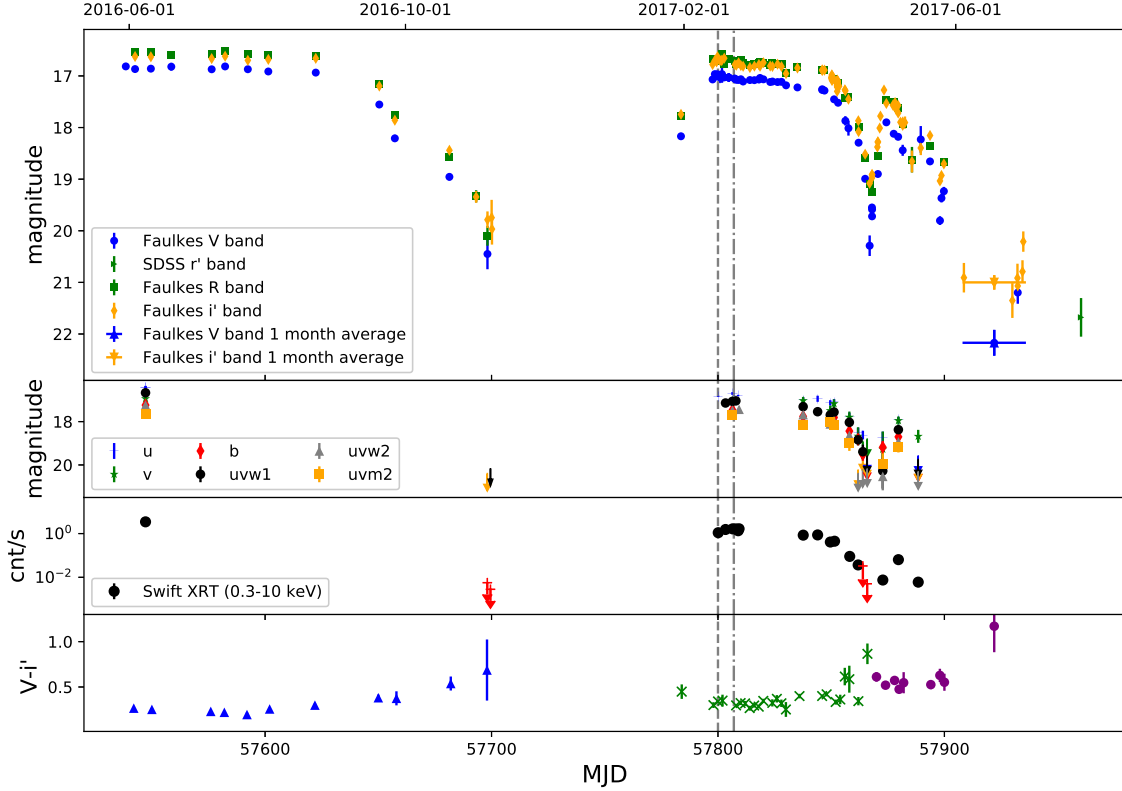 2016-06-01 2016-10-01 2017-02-01 2017-06-01
magnitude
17
18
19
20
21
22
Faulkes V band
SDSS r' band
Faulkes R band
Faulkes i' band
Faulkes V band 1 month average
Faulkes i' band 1 month average
magnitude
18
20
u b uvw2
v uvw1 uvm2
cnt/s
10⁰
10⁻²
Swift XRT (0.3-10 keV)
V-i'
1.0
0.5
57600 57700 57800 57900
MJD